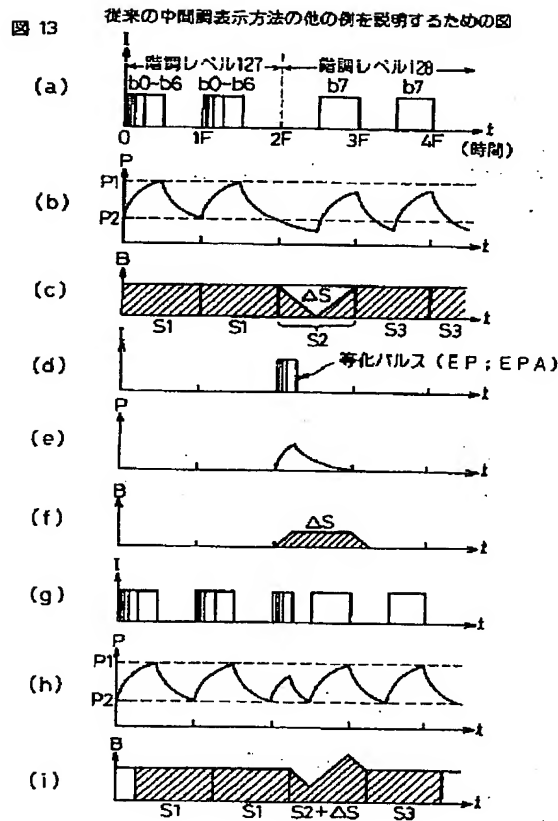 図 13 従来の中間調表示方法の他の例を説明するための図
(a)
I
階調レベル127 階調レベル128
b0~b6 b0~b6 b7 b7
0 1F 2F 3F 4F t
(時間)
(b)
P
P1
P2
t
(c)
B
ΔS
S1 S1 S2 S3 S3
t
(d)
I
等化パルス (EP; EPA)
t
(e)
P
t
(f)
B
ΔS
t
(g)
I
t
(h)
P
P1
P2
t
(i)
B
S1 S1 S2+ΔS S3
t